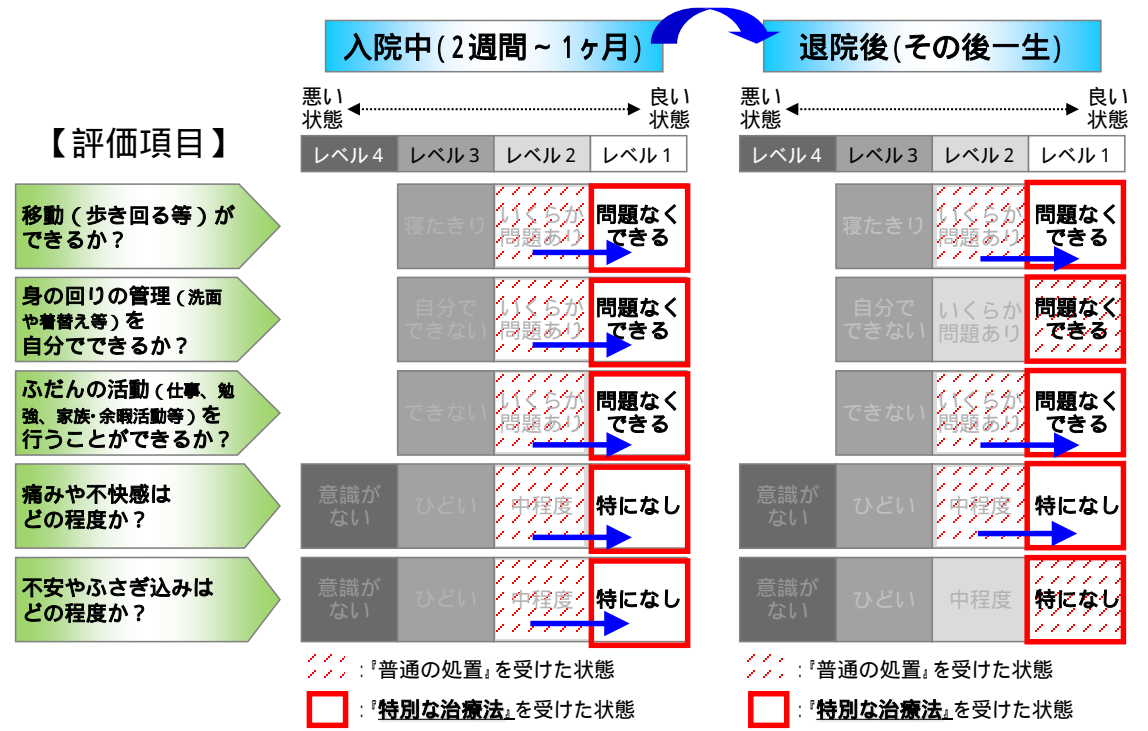 入院中(2週間~1ヶ月)
退院後(その後一生)
悪い
状態
良い
状態
悪い
状態
良い
状態
【評価項目】
レベル4 レベル3 レベル2 レベル1
レベル4 レベル3 レベル2 レベル1
移動(歩き回る等)が
できるか?
寝たきり
いくらか
問題あり
問題なく
できる
寝たきり
いくらか
問題あり
問題なく
できる
身の回りの管理(洗面
や着替え等)を
自分でできるか?
自分で
できない
いくらか
問題あり
問題なく
できる
自分で
できない
いくらか
問題あり
問題なく
できる
ふだんの活動(仕事、勉
強、家族・余暇活動等)を
行うことができるか?
できない
いくらか
問題あり
問題なく
できる
できない
いくらか
問題あり
問題なく
できる
痛みや不快感は
どの程度か?
意識が
ない
ひどい
中程度
特になし
意識が
ない
ひどい
中程度
特になし
不安やふさぎ込みは
どの程度か?
意識が
ない
ひどい
中程度
特になし
意識が
ない
ひどい
中程度
特になし
:『普通の処置』を受けた状態
:『特別な治療法』を受けた状態
:『普通の処置』を受けた状態
:『特別な治療法』を受けた状態